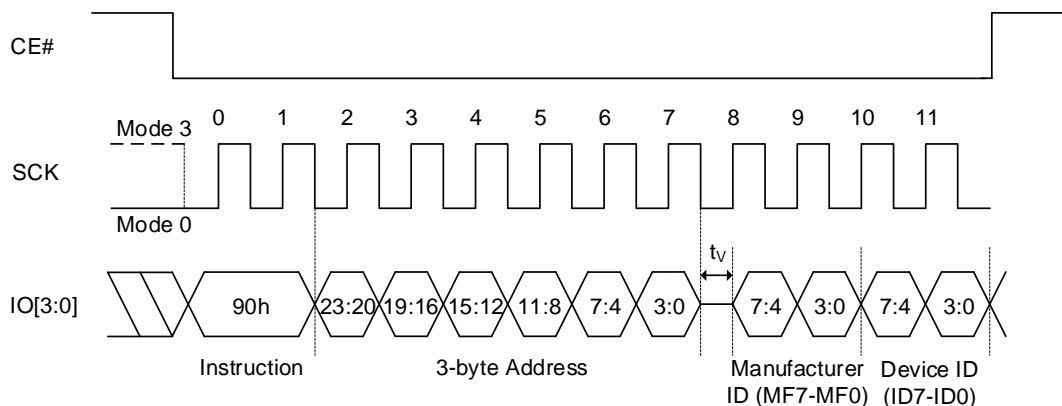 CE#
0 1 2 3 4 5 6 7 8 9 10 11
Mode 3
SCK
Mode 0
tV
IO[3:0]
90h 23:20 19:16 15:12 11:8 7:4 3:0 7:4 3:0 7:4 3:0
Instruction 3-byte Address Manufacturer Device ID
ID (MF7-MF0) (ID7-ID0)